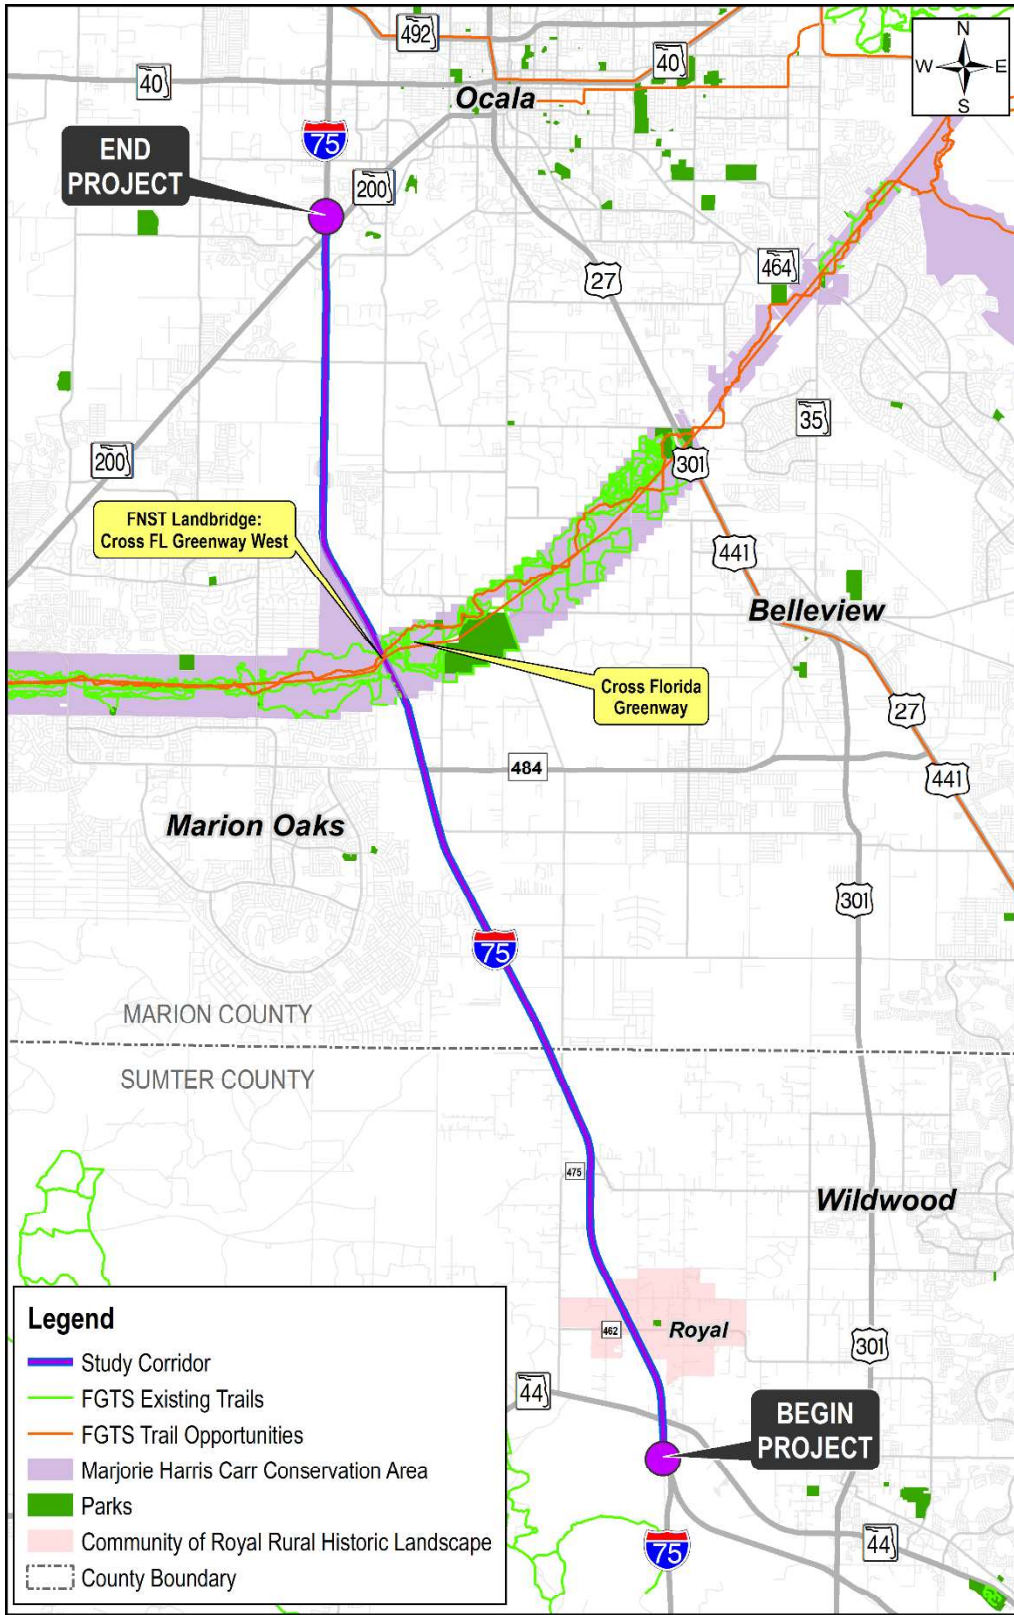 492
40
40
N
W
E
S
Ocala
75
END
PROJECT
200
27
464
35
200
301
FNST Landbridge:
Cross FL Greenway West
441
Belleview
Cross Florida
Greenway
27
484
441
Marion Oaks
301
75
MARION COUNTY
SUMTER COUNTY
475
Wildwood
462
Royal
301
44
BEGIN
PROJECT
75
44
Legend
Study Corridor
FGTS Existing Trails
FGTS Trail Opportunities
Marjorie Harris Carr Conservation Area
Parks
Community of Royal Rural Historic Landscape
County Boundary